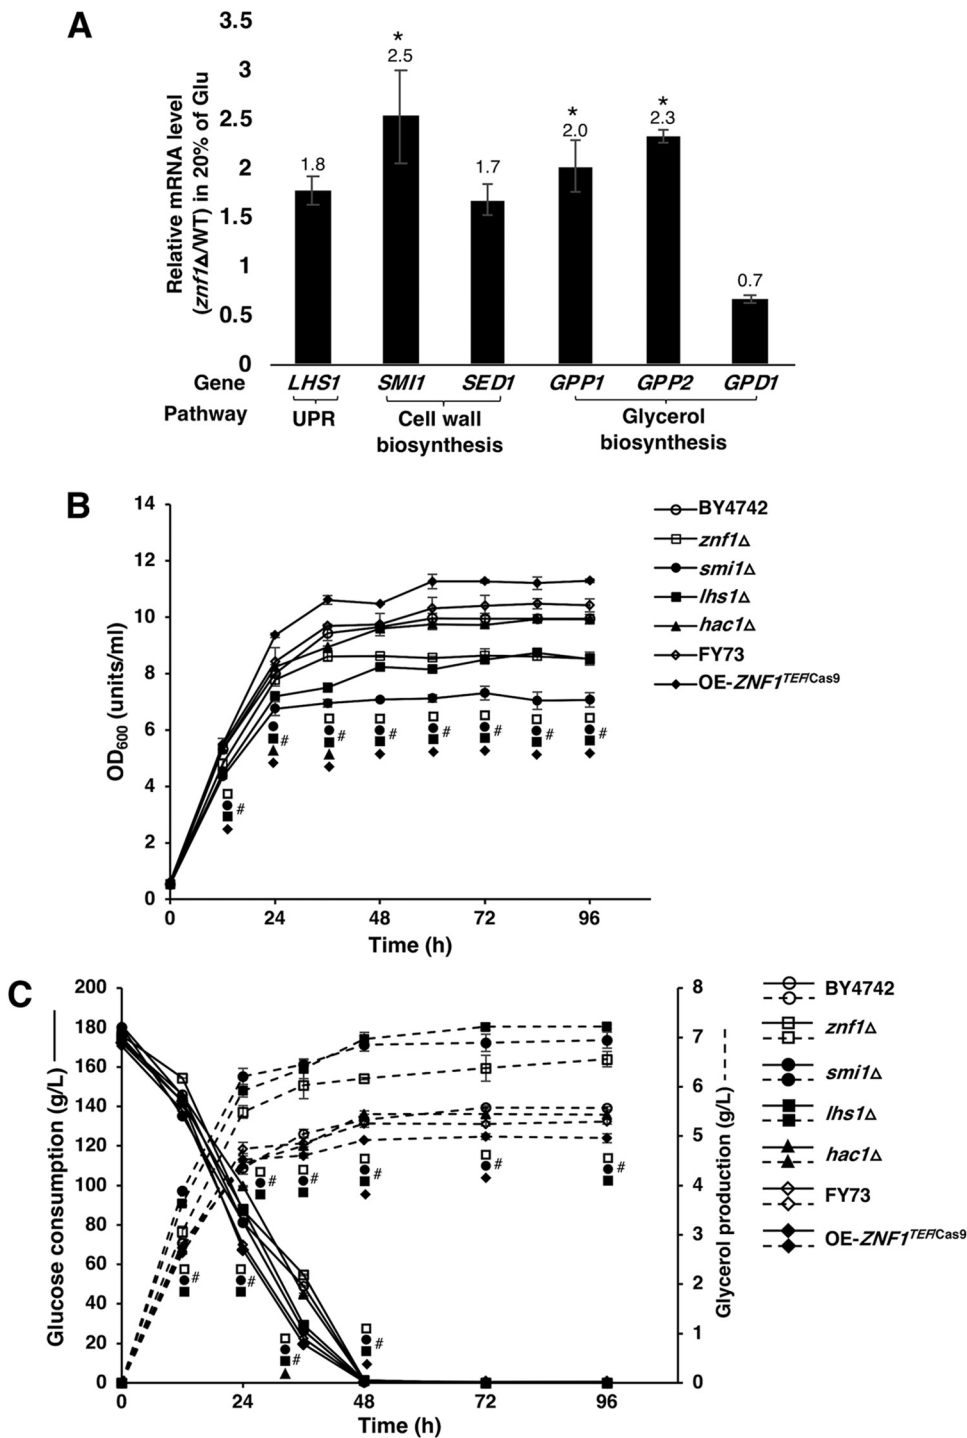 A
Relative mRNA level
(znf1Δ/WT) in 20% of Glu
3.5
3
2.5
2
1.5
1
0.5
0
1.8
*
2.5
1.7
*
2.0
*
2.3
0.7
Gene
LHS1
SMI1
SED1
GPP1
GPP2
GPD1
Pathway
UPR
Cell wall
biosynthesis
Glycerol
biosynthesis
B
OD600 (units/ml)
14
12
10
8
6
4
2
0
0
24
48
72
96
Time (h)
#
#
#
#
#
#
#
#
BY4742
znf1Δ
smi1Δ
lhs1Δ
hac1Δ
FY73
OE-ZNF1TEF/Cas9
C
Glucose consumption (g/L)
200
180
160
140
120
100
80
60
40
20
0
0
24
48
72
96
Time (h)
8
7
6
5
4
3
2
1
0
Glycerol production (g/L)
#
#
#
#
#
#
#
#
#
BY4742
znf1Δ
smi1Δ
lhs1Δ
hac1Δ
FY73
OE-ZNF1TEF/Cas9